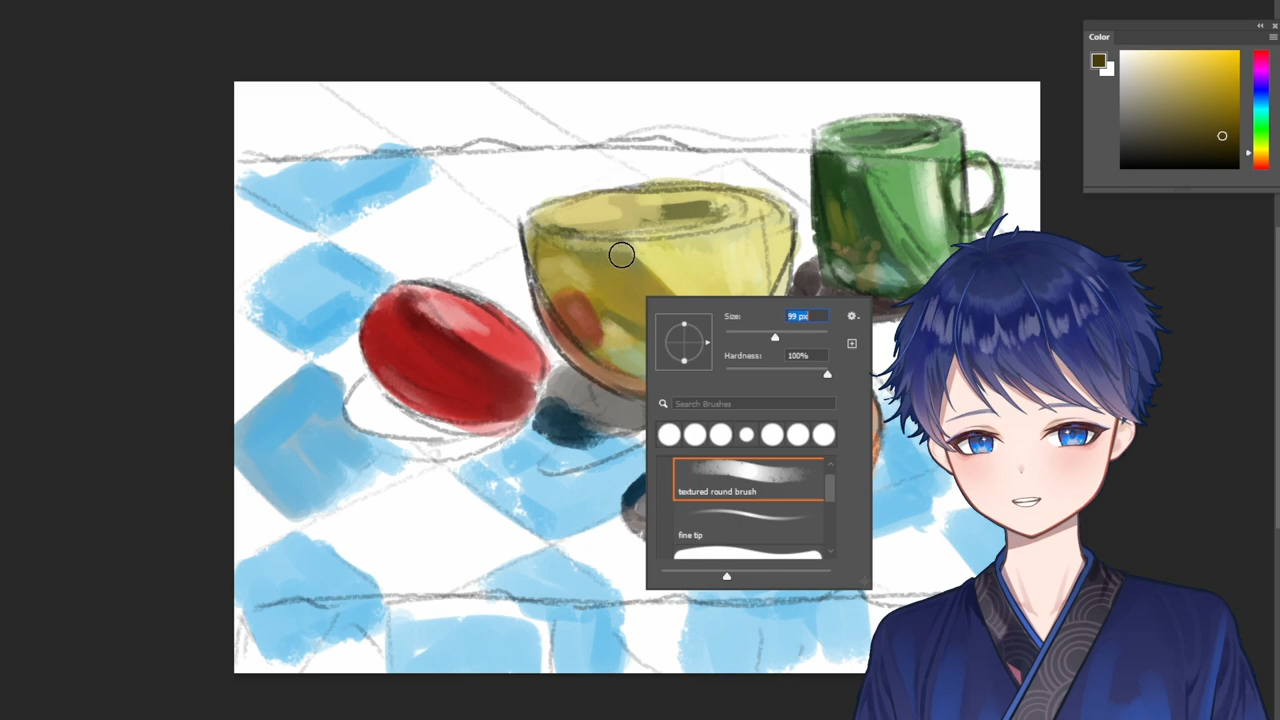 Color
Size:
99 px
Hardness:
100%
Search Brushes
textured round brush
fine tip